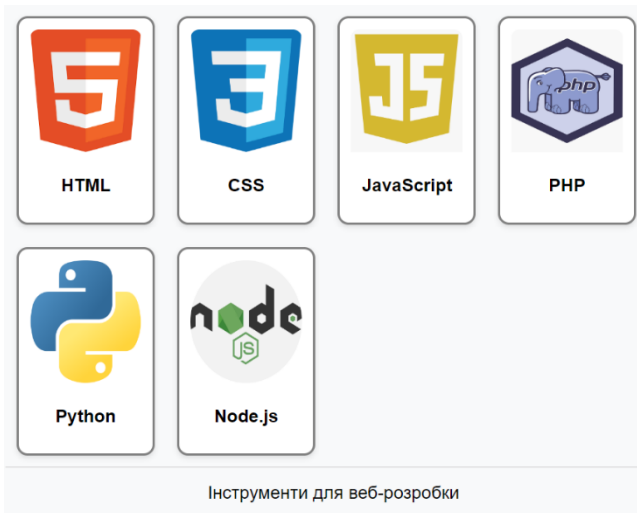 5
3
JS
php
HTML
CSS
JavaScript
PHP
node
JS
Python
Node.js
Інструменти для веб-розробки